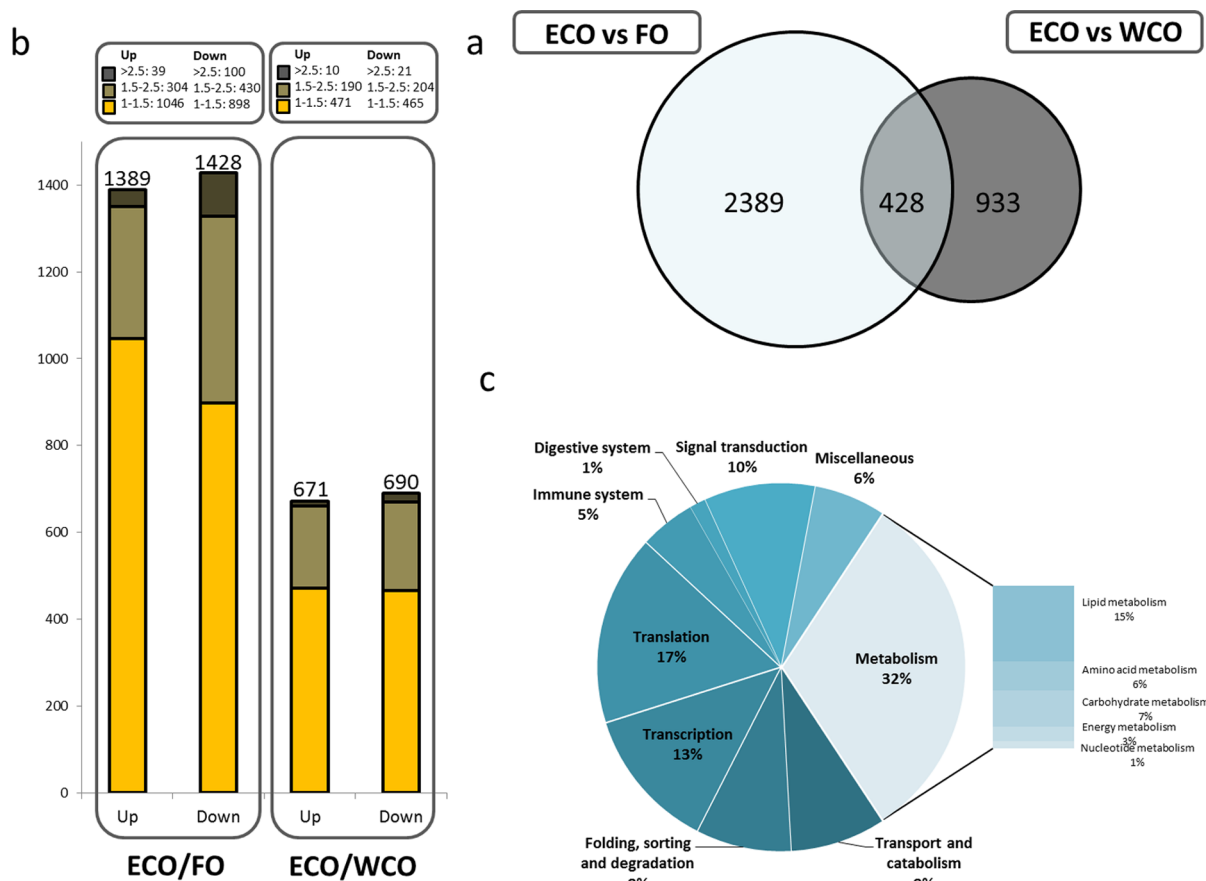 b
Up Down
>2.5: 39 >2.5: 100
1.5-2.5: 304 1.5-2.5: 430
1-1.5: 1046 1-1.5: 898
Up Down
>2.5: 10 >2.5: 21
1.5-2.5: 190 1.5-2.5: 204
1-1.5: 471 1-1.5: 465
1389
1428
671
690
1400
1200
1000
800
600
400
200
0
Up Down Up Down
ECO/FO ECO/WCO
a
ECO vs FO
ECO vs WCO
2389 428 933
c
Digestive system
1%
Signal transduction
10%
Miscellaneous
6%
Immune system
5%
Translation
17%
Metabolism
32%
Transcription
13%
Folding, sorting
and degradation
Transport and
catabolism
Lipid metabolism
15%
Amino acid metabolism
6%
Carbohydrate metabolism
7%
Energy metabolism
3%
Nucleotide metabolism
1%